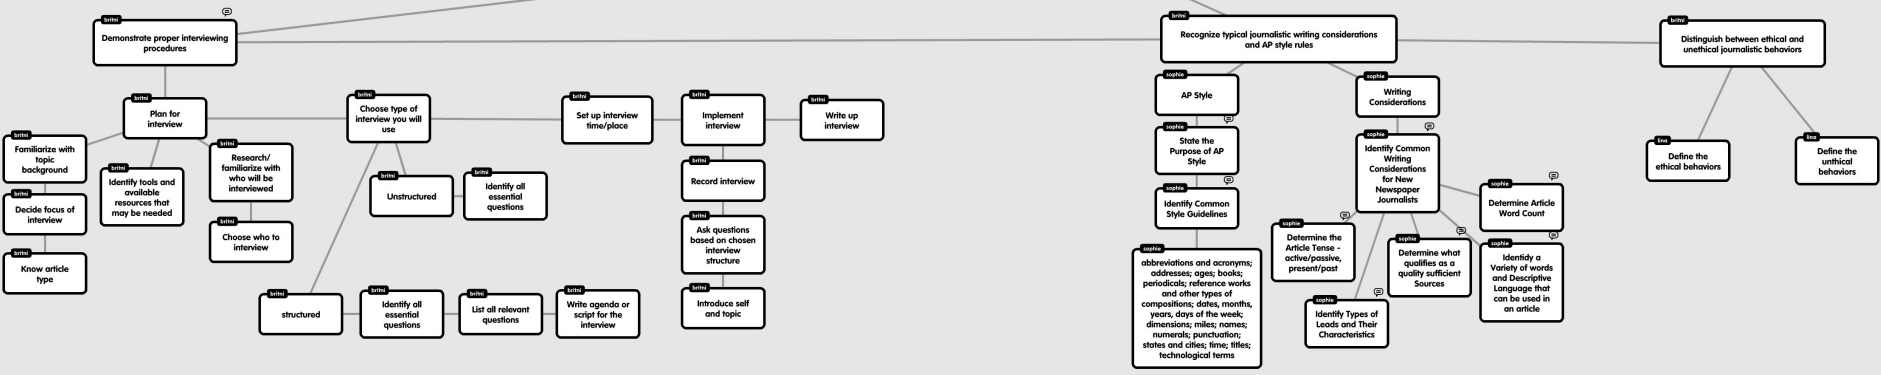 britni
Demonstrate proper interviewing
procedures
britni
Recognize typical journalistic writing considerations
and AP style rules
britni
Distinguish between ethical and
unethical journalistic behaviors
britni
Plan for
interview
britni
Choose type of
interview you will
use
britni
Set up interview
time/place
britni
Implement
interview
britni
Write up
interview
britni
Familiarize with
topic
background
britni
Decide focus of
interview
britni
Know article
type
britni
Identify tools and
available
resources that
may be needed
britni
Research/
familiarize with
who will be
interviewed
britni
Choose who to
interview
britni
Unstructured
britni
Identify all
essential
questions
britni
structured
britni
Identify all
essential
questions
britni
List all relevant
questions
britni
Write agenda or
script for the
interview
britni
Record interview
britni
Ask questions
based on chosen
interview
structure
britni
Introduce self
and topic
sophie
AP Style
sophie
State the
Purpose of AP
Style
sophie
Identify Common
Style Guidelines
sophie
abbreviations and acronyms;
addresses; ages; books;
periodicals; reference works
and other types of
compositions; dates, months,
years, days of the week;
dimensions; miles; names;
numerals; punctuation;
states and cities; time; titles;
technological terms
sophie
Writing
Considerations
sophie
Identify Common
Writing
Considerations
for New
Newspaper
Journalists
sophie
Determine the
Article Tense -
active/passive,
present/past
sophie
Identify Types of
Leads and Their
Characteristics
sophie
Determine what
qualifies as a
quality sufficient
Sources
sophie
Determine Article
Word Count
sophie
Identidy a
Variety of words
and Descriptive
Language that
can be used in
an article
lina
Define the
ethical behaviors
lina
Define the
unthical
behaviors